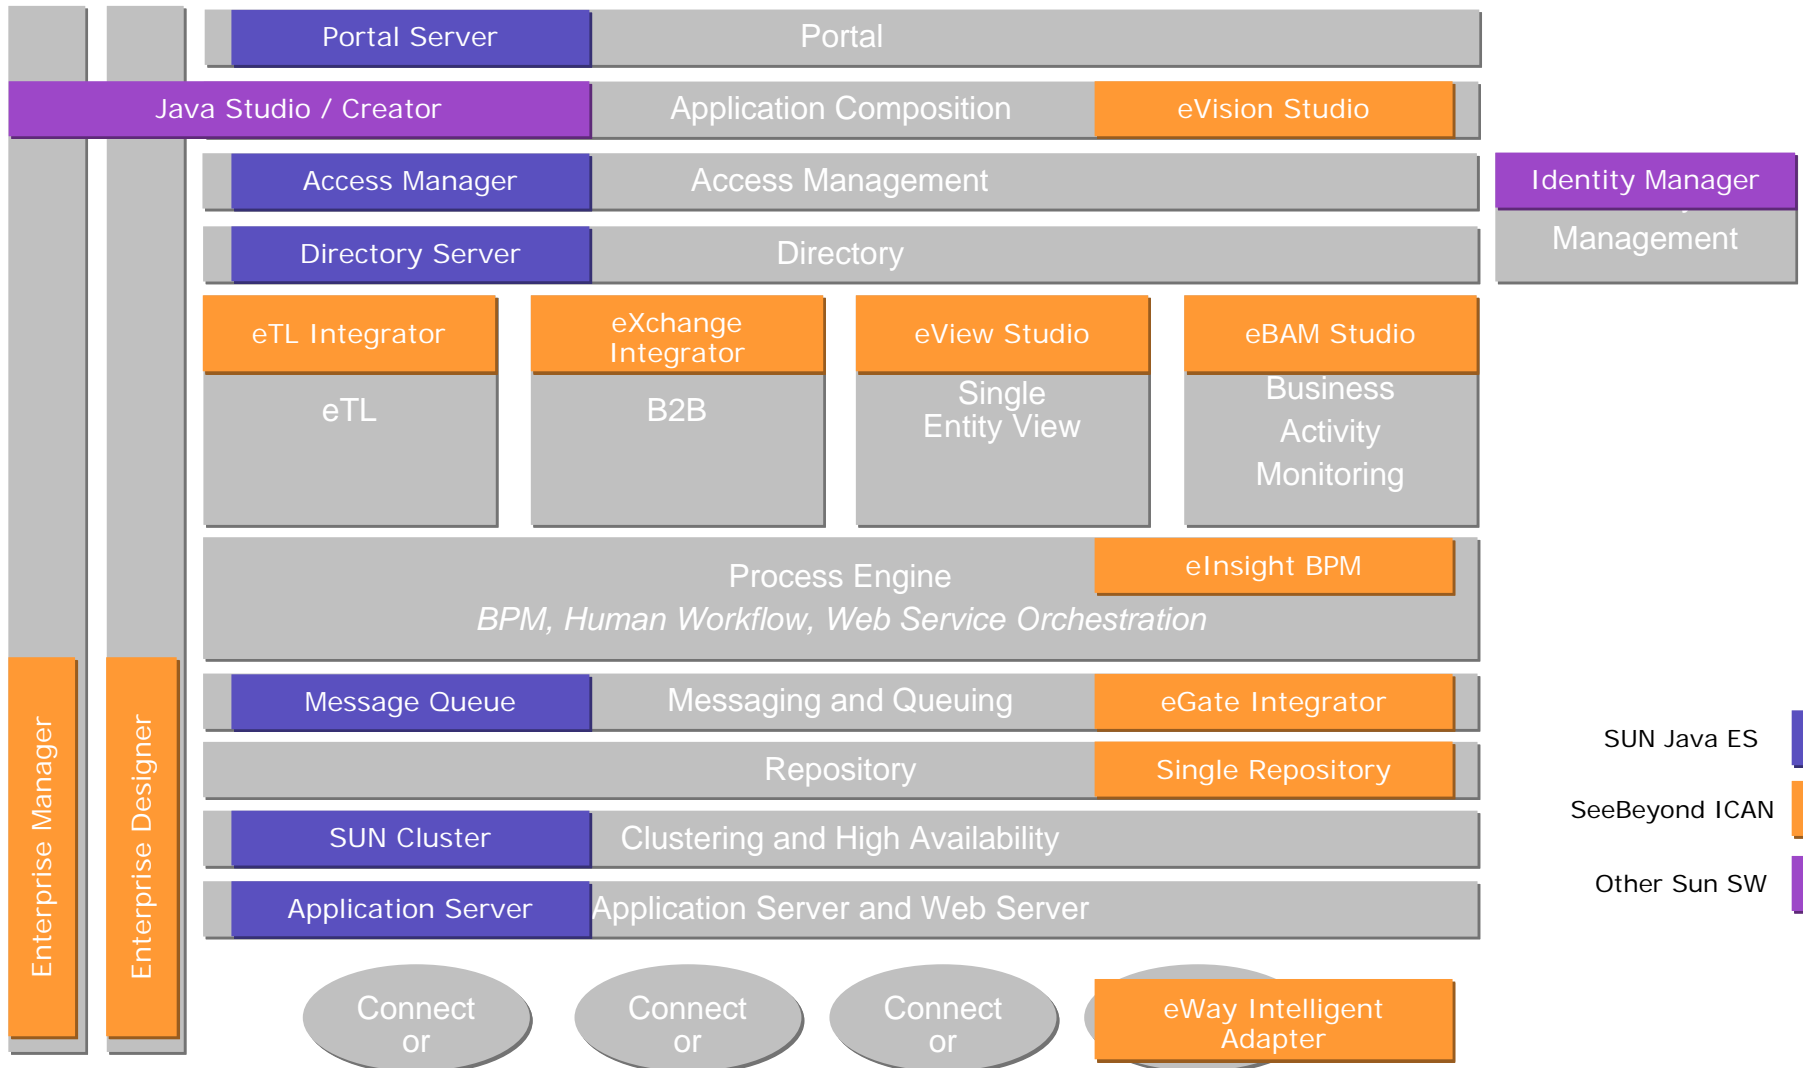 Portal Server
Portal
Java Studio / Creator
Application Composition
eVision Studio
Access Manager
Access Management
Identity Manager
Management
Directory Server
Directory
eTL Integrator
eTL
eXchange
Integrator
B2B
eView Studio
Single
Entity View
eBAM Studio
Business
Activity
Monitoring
Process Engine
BPM, Human Workflow, Web Service Orchestration
eInsight BPM
Message Queue
Messaging and Queuing
eGate Integrator
Repository
Single Repository
SUN Cluster
Clustering and High Availability
Application Server
Application Server and Web Server
Enterprise Manager
Enterprise Designer
Connect
or
Connect
or
Connect
or
eWay Intelligent
Adapter
SUN Java ES
SeeBeyond ICAN
Other Sun SW